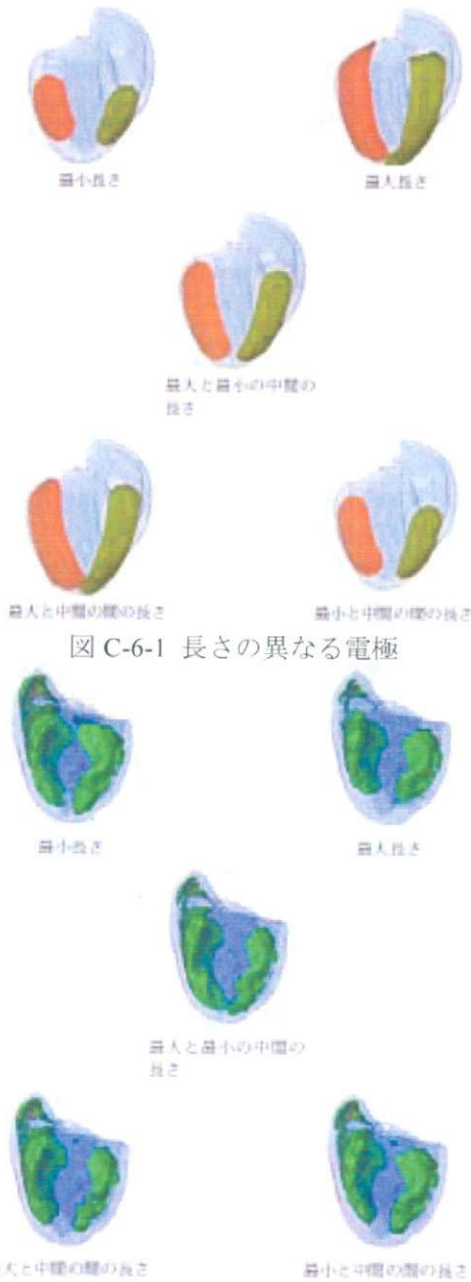 最小長さ
最大長さ
最大と最小の中間の
長さ
最大と中間の間の長さ
最小と中間の間の長さ
図 C-6-1 長さの異なる電極
最小長さ
最大長さ
最大と最小の中間の
長さ
大と中間の間の長さ
最小と中間の間の長さ